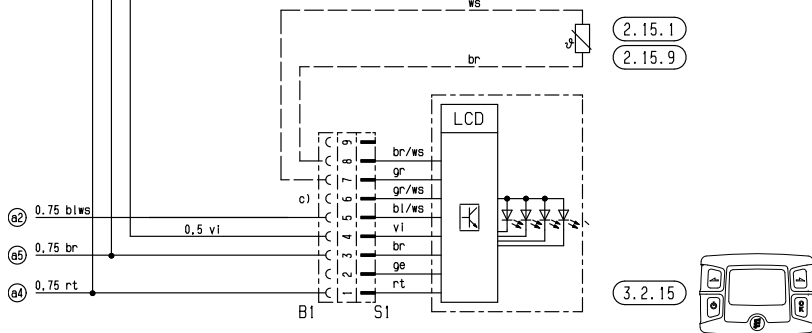 ws
2.15.1
ϑ
2.15.9
br
LCD
9
8 br/ws
7 gr
c) 6 gr/ws
a2 0.75 blws 5 bl/ws
0,5 vi 4 vi
a5 0,75 br 3 br
2 ge
a4 0,75 rt 1 rt
3.2.15
B1 S1